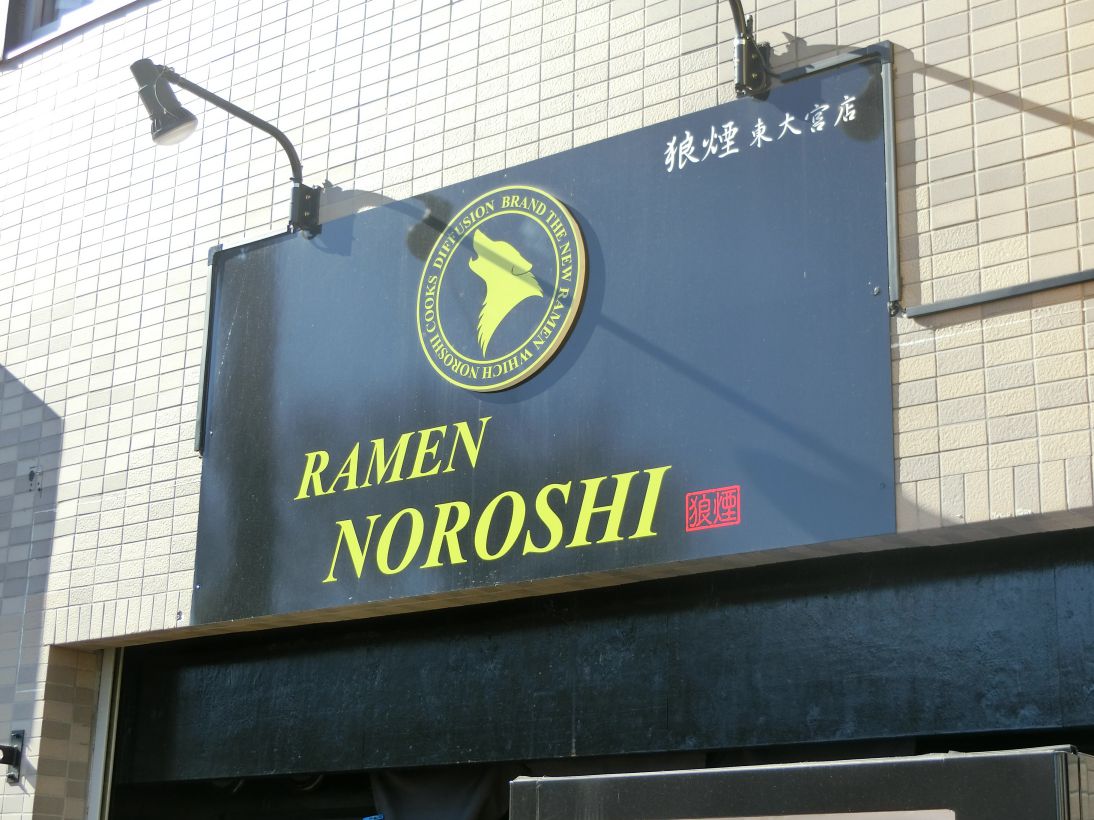 狼煙 東大宮店
DIFFUSION BRAND THE NEW RAMEN WHICH NOROSHI COOKS
RAMEN
NOROSHI
狼煙